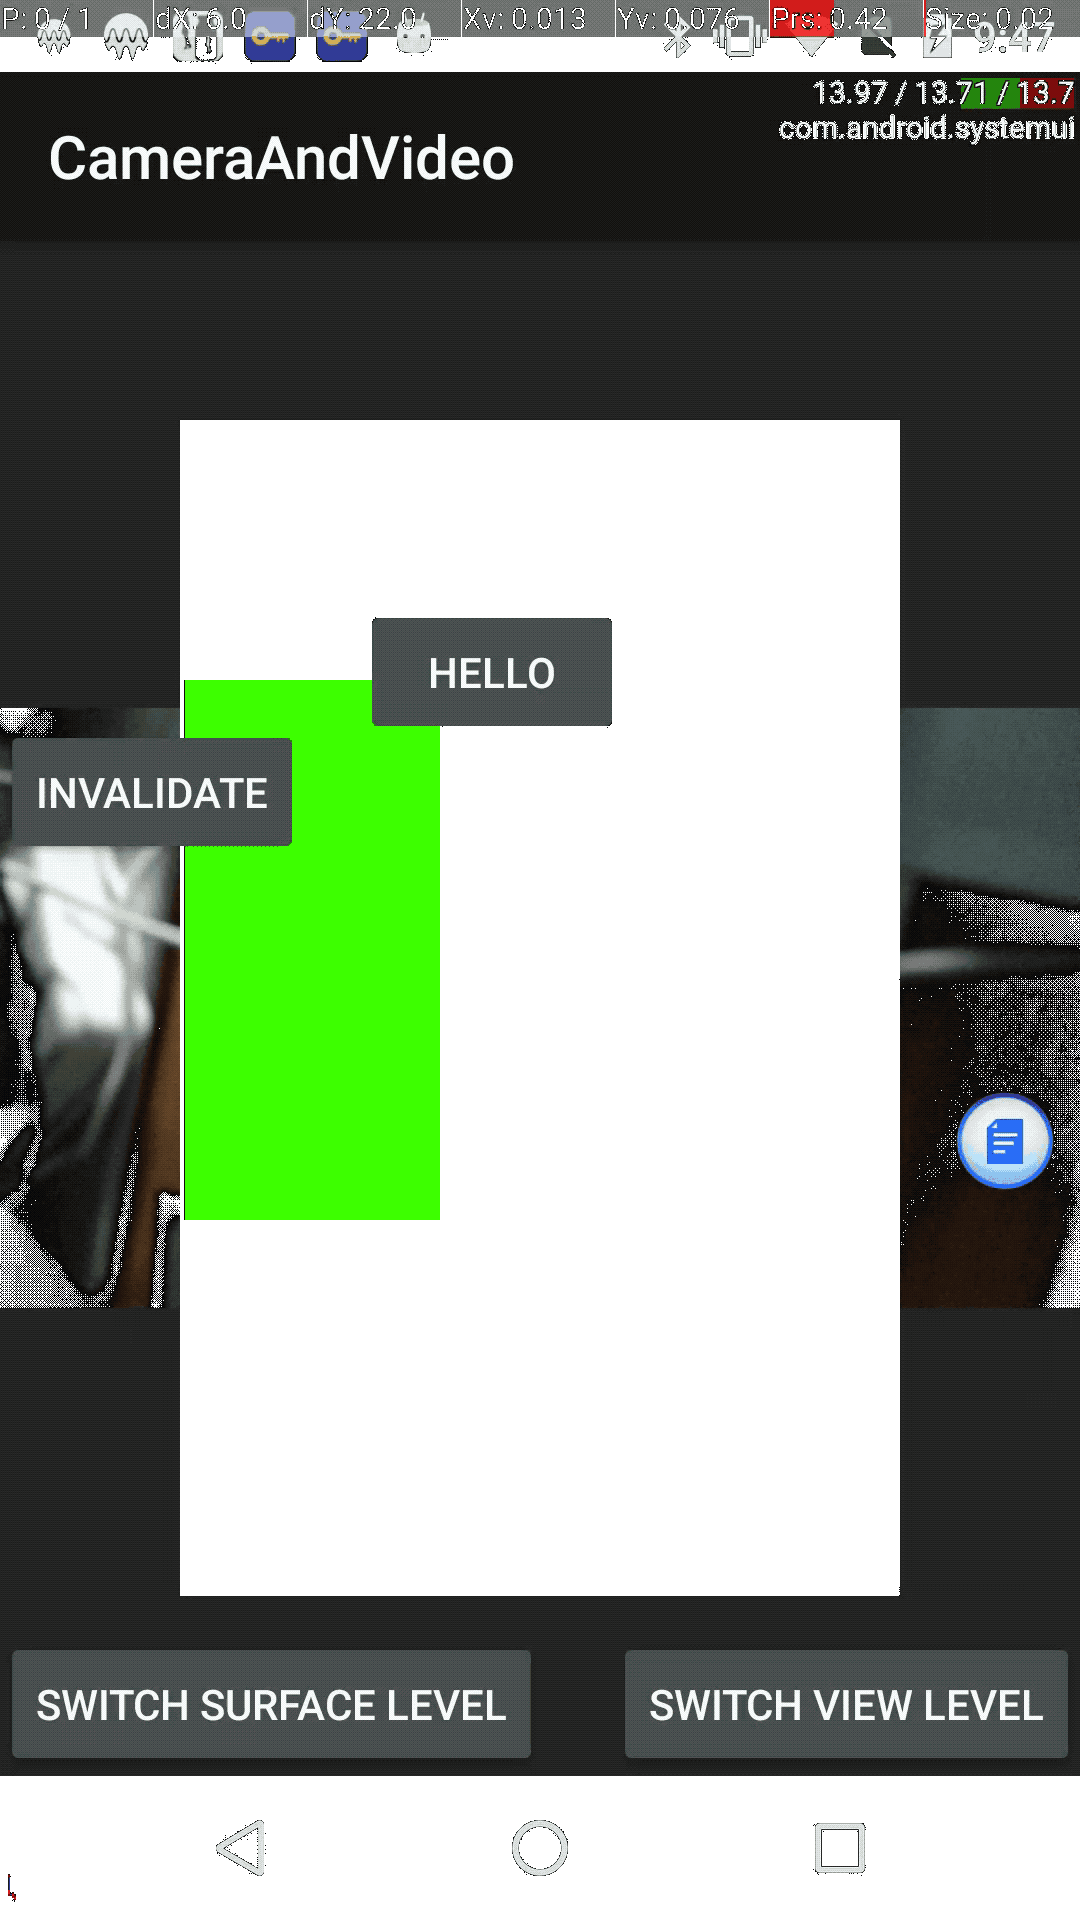 P: 0 / 1 dX: 6.0 dY: 22.0 Xv: 0.013 Yv: 0.076 Prs: 0.42 Size: 0.02
9:47
13.97 / 13.71 / 13.7
com.android.systemui
CameraAndVideo
HELLO
INVALIDATE
SWITCH SURFACE LEVEL SWITCH VIEW LEVEL